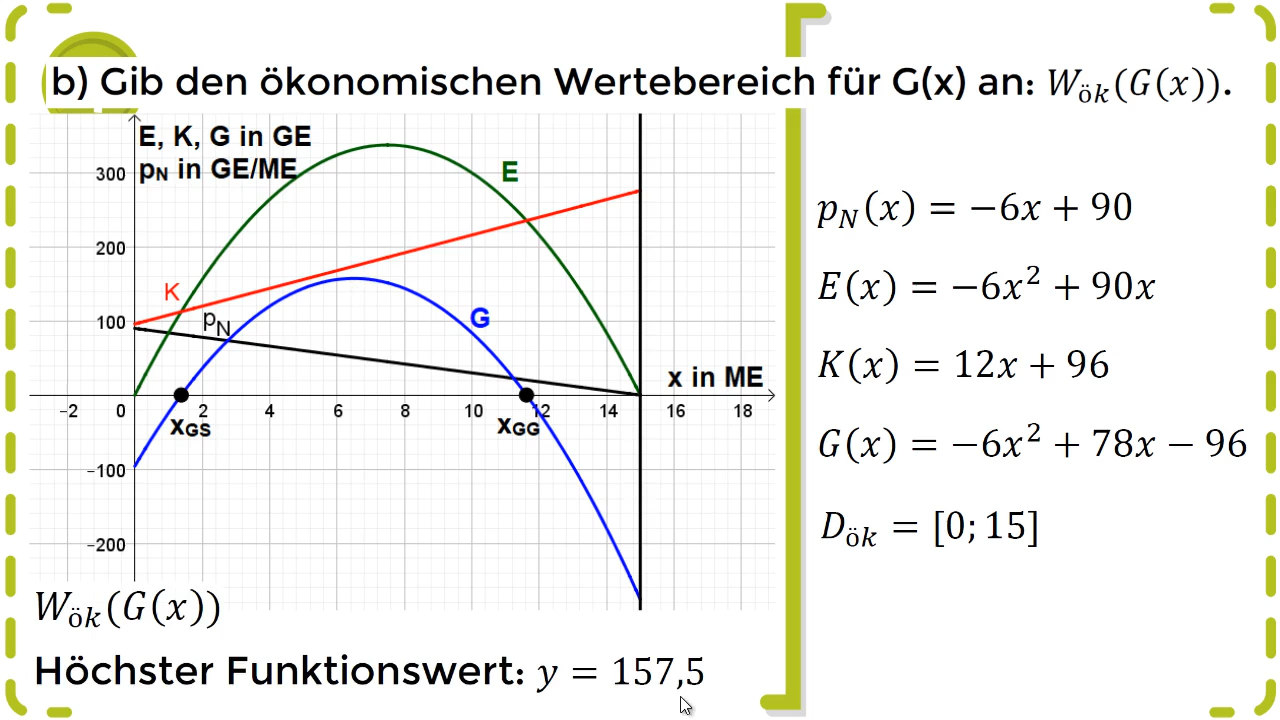 b) Gib den ökonomischen Wertebereich für G(x) an: W_ök(G(x)).
E, K, G in GE
p_N in GE/ME
300
200
100
0
−100
−200
−2
2
4
6
8
10
12
14
16
18
E
K
p_N
G
x in ME
x_GS
x_GG
p_N(x) = −6x + 90
E(x) = −6x² + 90x
K(x) = 12x + 96
G(x) = −6x² + 78x − 96
D_ök = [0; 15]
W_ök(G(x))
Höchster Funktionswert: y = 157,5